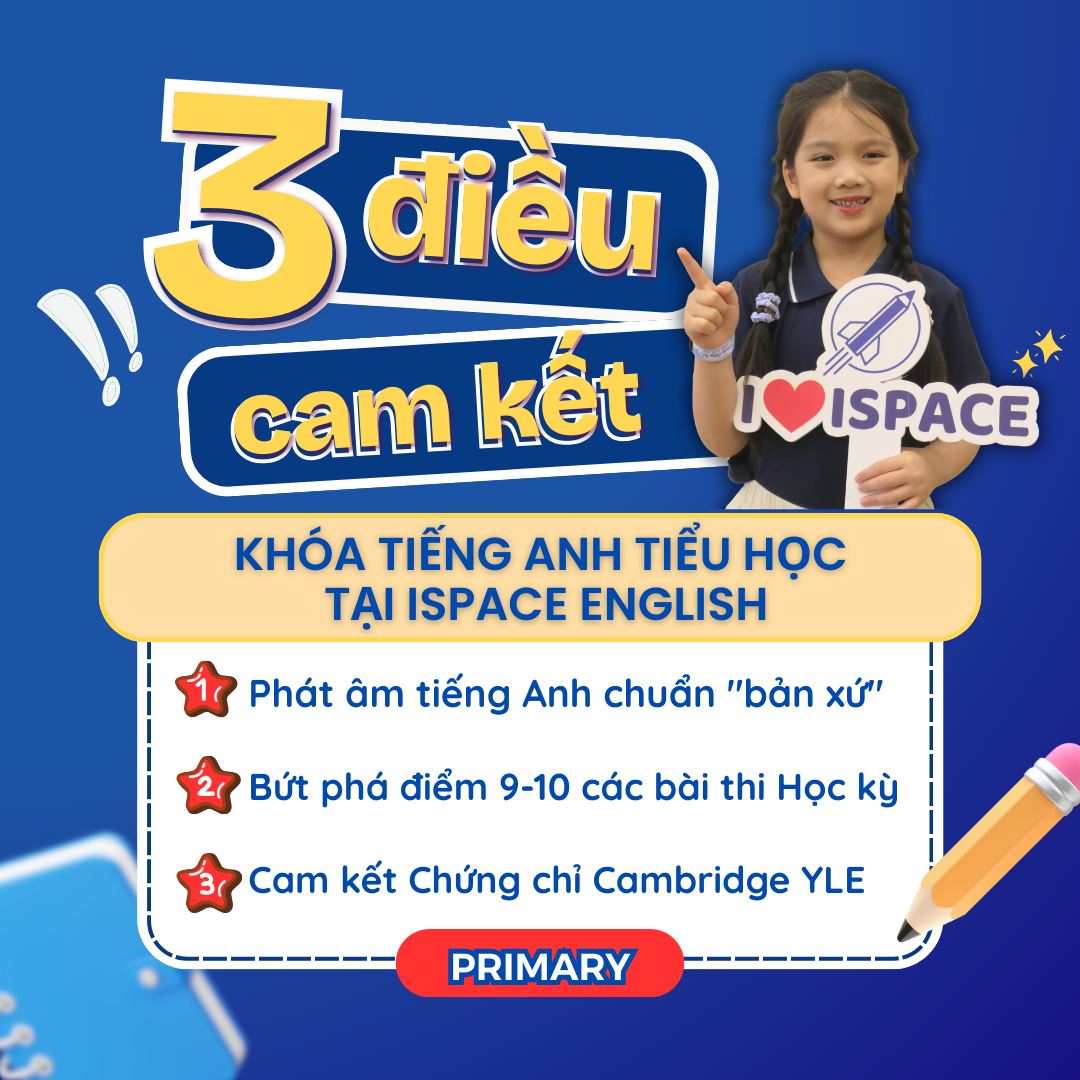 3 điều
cam kết
I ISPACE
KHÓA TIẾNG ANH TIỂU HỌC
TẠI ISPACE ENGLISH
1 Phát âm tiếng Anh chuẩn "bản xứ"
2 Bứt phá điểm 9-10 các bài thi Học kỳ
3 Cam kết Chứng chỉ Cambridge YLE
PRIMARY